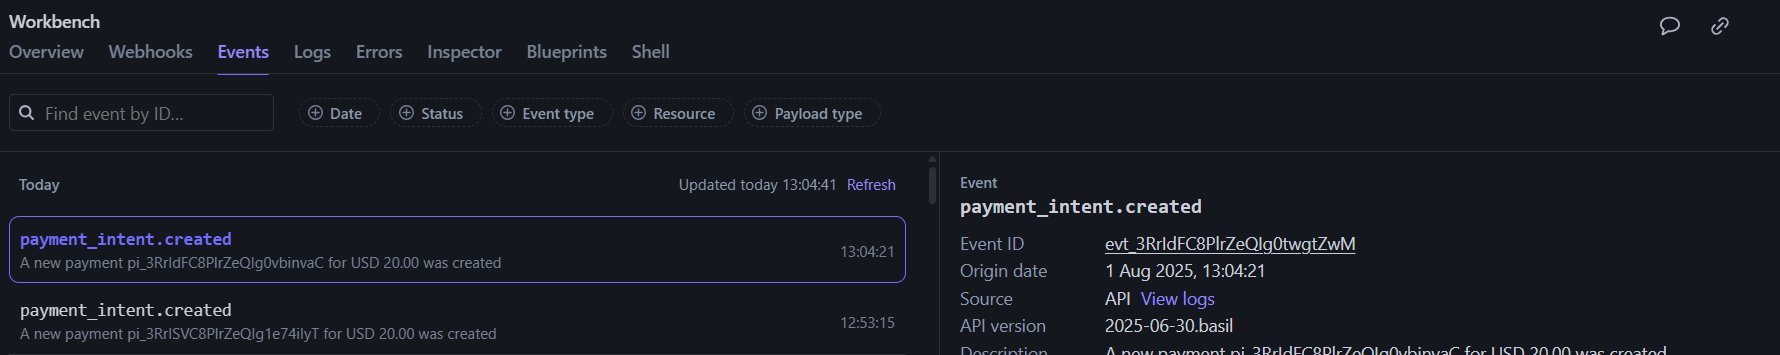 Workbench
Overview Webhooks Events Logs Errors Inspector Blueprints Shell
Find event by ID...
Date Status Event type Resource Payload type
Today Updated today 13:04:41 Refresh
payment_intent.created
A new payment pi_3RrIdFC8PlrZeQIg0vbinvaC for USD 20.00 was created
13:04:21
payment_intent.created
A new payment pi_3RrISVC8PlrZeQIg1e74ilyT for USD 20.00 was created
12:53:15
Event
payment_intent.created
Event ID evt_3RrIdFC8PlrZeQIg0twgtZwM
Origin date 1 Aug 2025, 13:04:21
Source API View logs
API version 2025-06-30.basil
Description A new payment pi_3RrIdFC8PlrZeQIg0vbinvaC for USD 20.00 was created